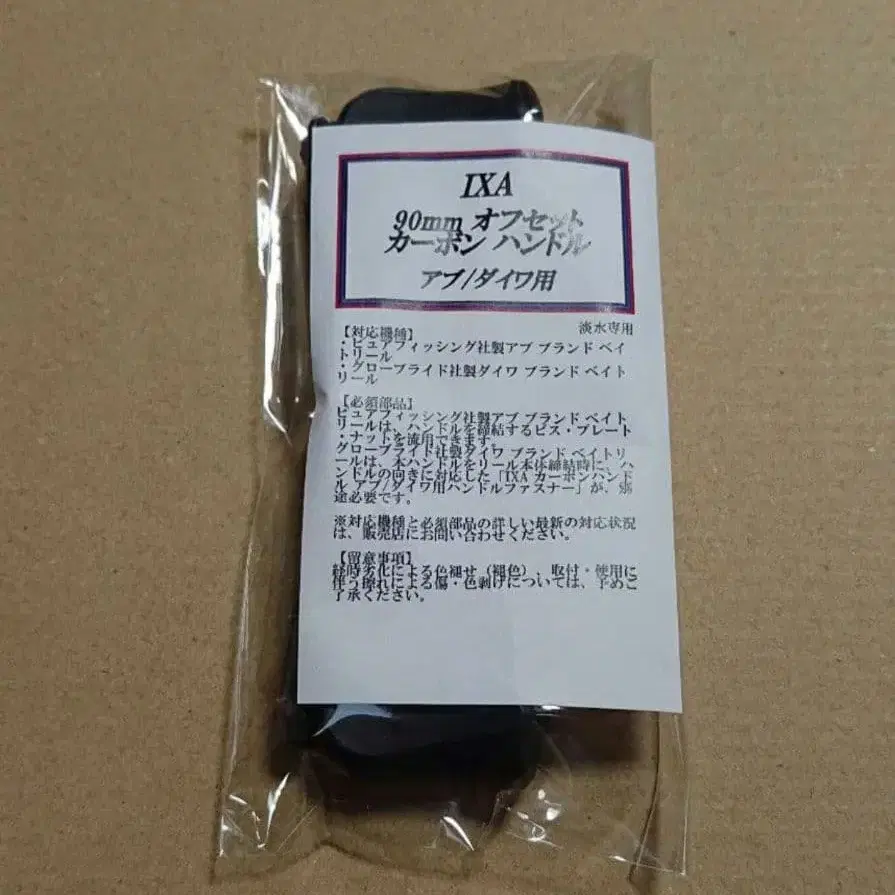 IXA
90mm オフセット
カーボン ハンドル
アブ/ダイワ用
淡水専用
【対応機種】
・ピュアフィッシング社製アブ ブランド ベイ
トリール
・グローブライド社製ダイワ ブランド ベイト
リール
【必須部品】
ピュアフィッシング社製アブ ブランド ベイト
リールは、ハンドルを締結するビス・プレート
・ナットを流用できます。
グローブライド社製ダイワ ブランド ベイトリ
ールは、本ハンドルをリール本体締結時に、ハ
ンドルの向きに対応した「IXA カーボンハンド
ル アブ/ダイワ用ハンドルファスナー」が、別
途必要です。
※対応機種と必須部品の詳しい最新の対応状況
は、販売店にお問い合わせください。
【留意事項】
経時劣化による色褪せ（褪色）、取付・使用に
伴う擦れによる傷・色剥げについては、予めご
了承ください。